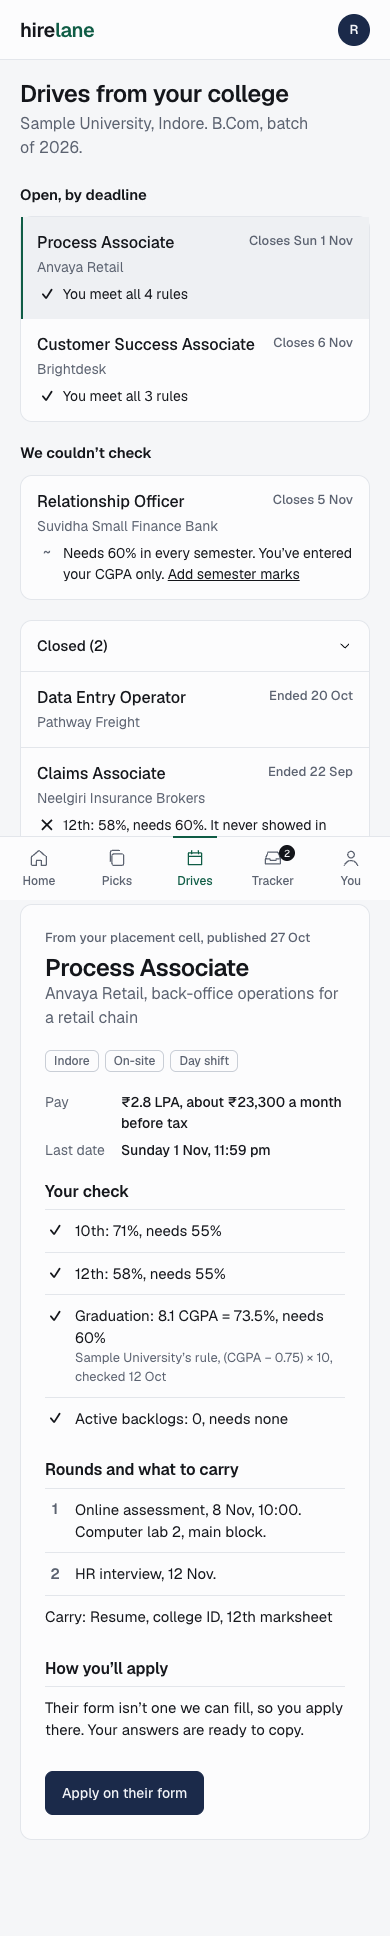 hirelane
R
Drives from your college
Sample University, Indore. B.Com, batch
of 2026.
Open, by deadline
Process Associate
Closes Sun 1 Nov
Anvaya Retail
You meet all 4 rules
Customer Success Associate
Closes 6 Nov
Brightdesk
You meet all 3 rules
We couldn’t check
Relationship Officer
Closes 5 Nov
Suvidha Small Finance Bank
~ Needs 60% in every semester. You’ve entered
your CGPA only. Add semester marks
Closed (2)
Data Entry Operator
Ended 20 Oct
Pathway Freight
Claims Associate
Ended 22 Sep
Neelgiri Insurance Brokers
12th: 58%, needs 60%. It never showed in
2
Home
Picks
Drives
Tracker
You
From your placement cell, published 27 Oct
Process Associate
Anvaya Retail, back-office operations for
a retail chain
Indore
On-site
Day shift
Pay
₹2.8 LPA, about ₹23,300 a month
before tax
Last date
Sunday 1 Nov, 11:59 pm
Your check
10th: 71%, needs 55%
12th: 58%, needs 55%
Graduation: 8.1 CGPA = 73.5%, needs
60%
Sample University’s rule, (CGPA − 0.75) × 10,
checked 12 Oct
Active backlogs: 0, needs none
Rounds and what to carry
1 Online assessment, 8 Nov, 10:00.
Computer lab 2, main block.
2 HR interview, 12 Nov.
Carry: Resume, college ID, 12th marksheet
How you’ll apply
Their form isn’t one we can fill, so you apply
there. Your answers are ready to copy.
Apply on their form